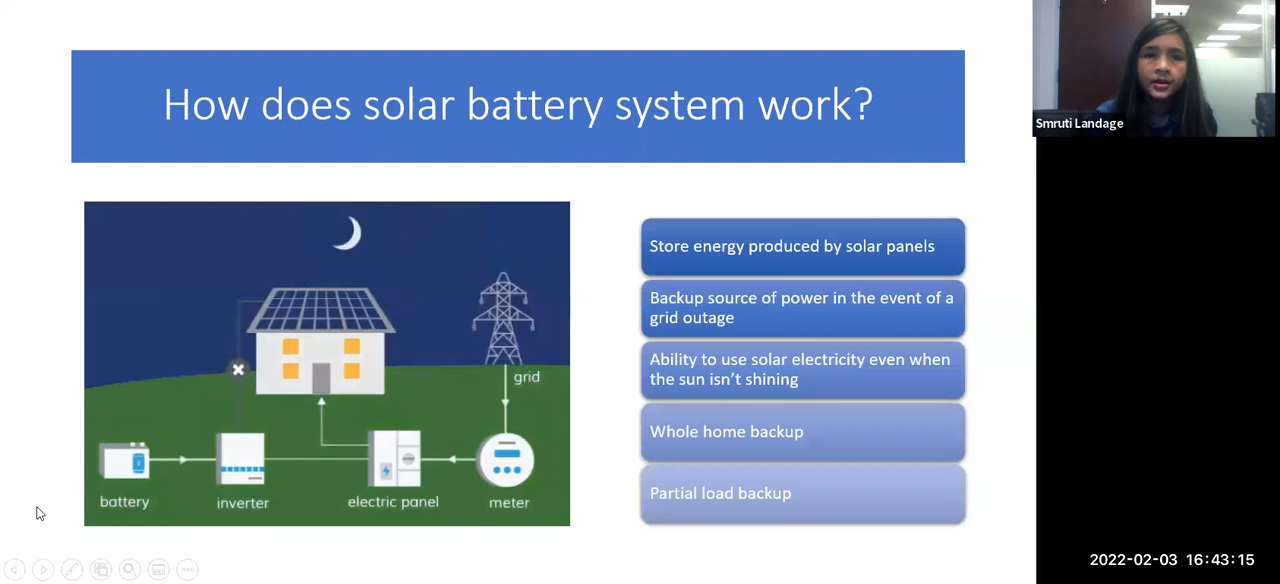 How does solar battery system work?
Smruti Landage
Store energy produced by solar panels
Backup source of power in the event of a
grid outage
Ability to use solar electricity even when
the sun isn't shining
Whole home backup
Partial load backup
grid
battery
inverter
electric panel
meter
2022-02-03 16:43:15